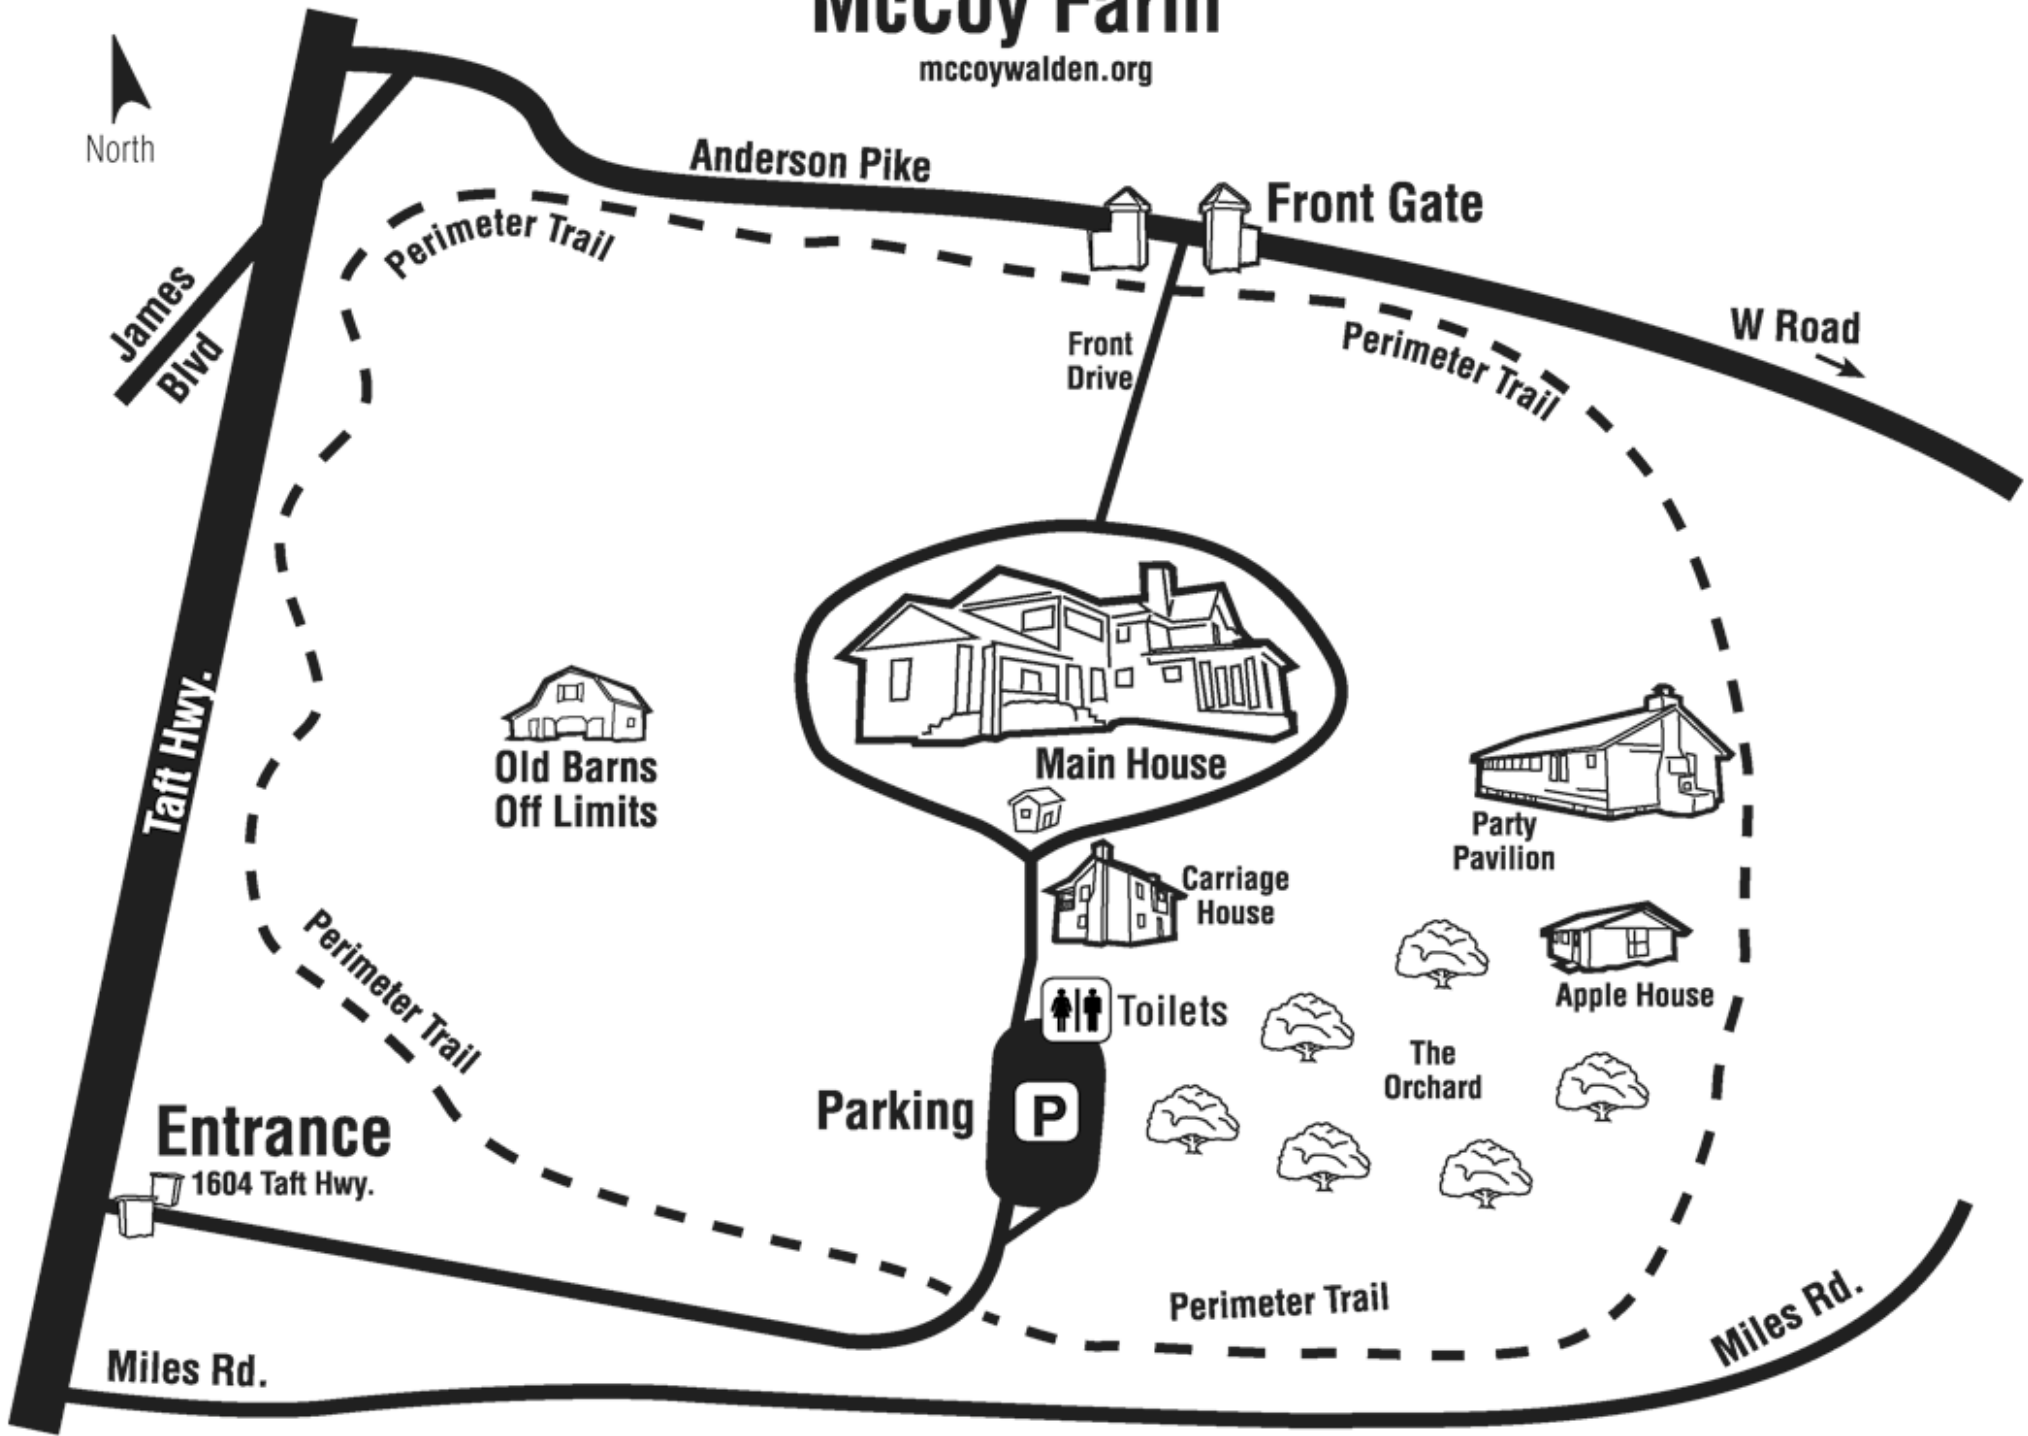 McCoy Farm
mccoywalden.org
North
Anderson Pike
Front Gate
Perimeter Trail
James
Blvd
W Road
Front
Drive
Perimeter Trail
Taft Hwy.
Old Barns
Off Limits
Main House
Party
Pavilion
Carriage
House
Apple House
Toilets
The
Orchard
Perimeter Trail
Parking
P
Entrance
1604 Taft Hwy.
Perimeter Trail
Miles Rd.
Miles Rd.